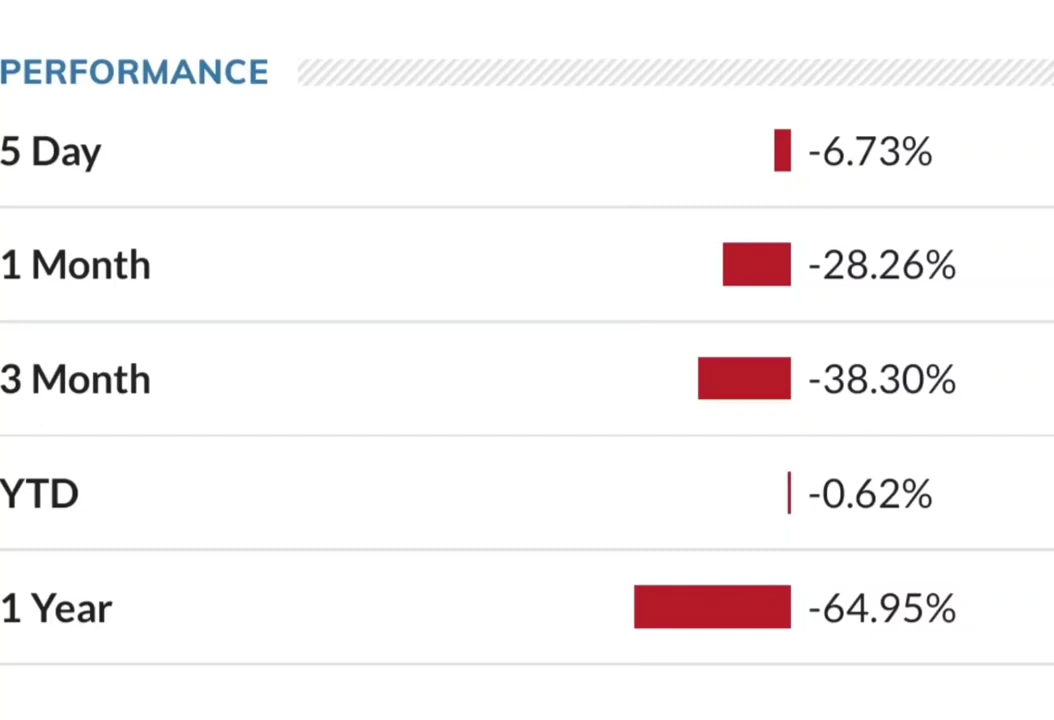 PERFORMANCE
5 Day -6.73%
1 Month -28.26%
3 Month -38.30%
YTD -0.62%
1 Year -64.95%